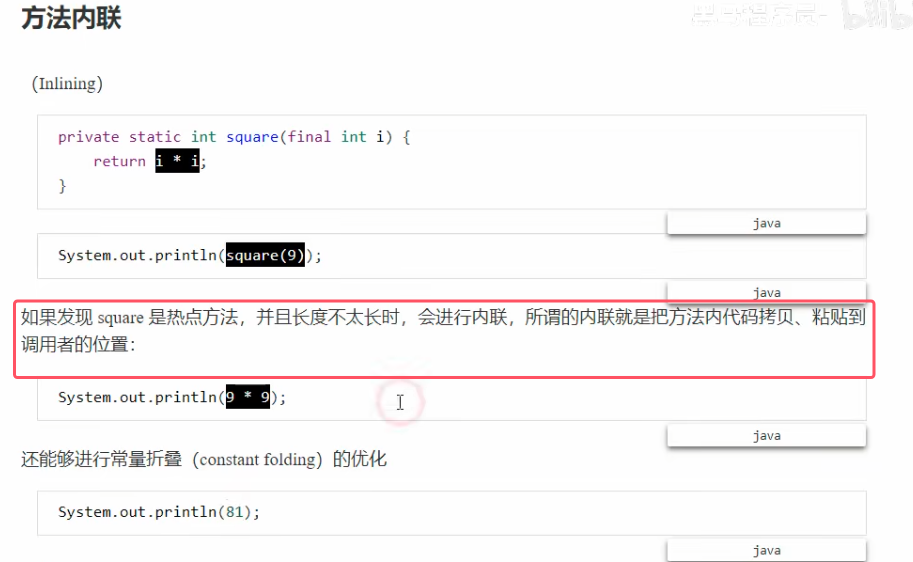 方法内联
(Inlining)
private static int square(final int i) {
return i * i;
}
java
System.out.println(square(9));
java
如果发现 square 是热点方法，并且长度不太长时，会进行内联，所谓的内联就是把方法内代码拷贝、粘贴到
调用者的位置：
System.out.println(9 * 9);
java
还能够进行常量折叠（constant folding）的优化
System.out.println(81);
java